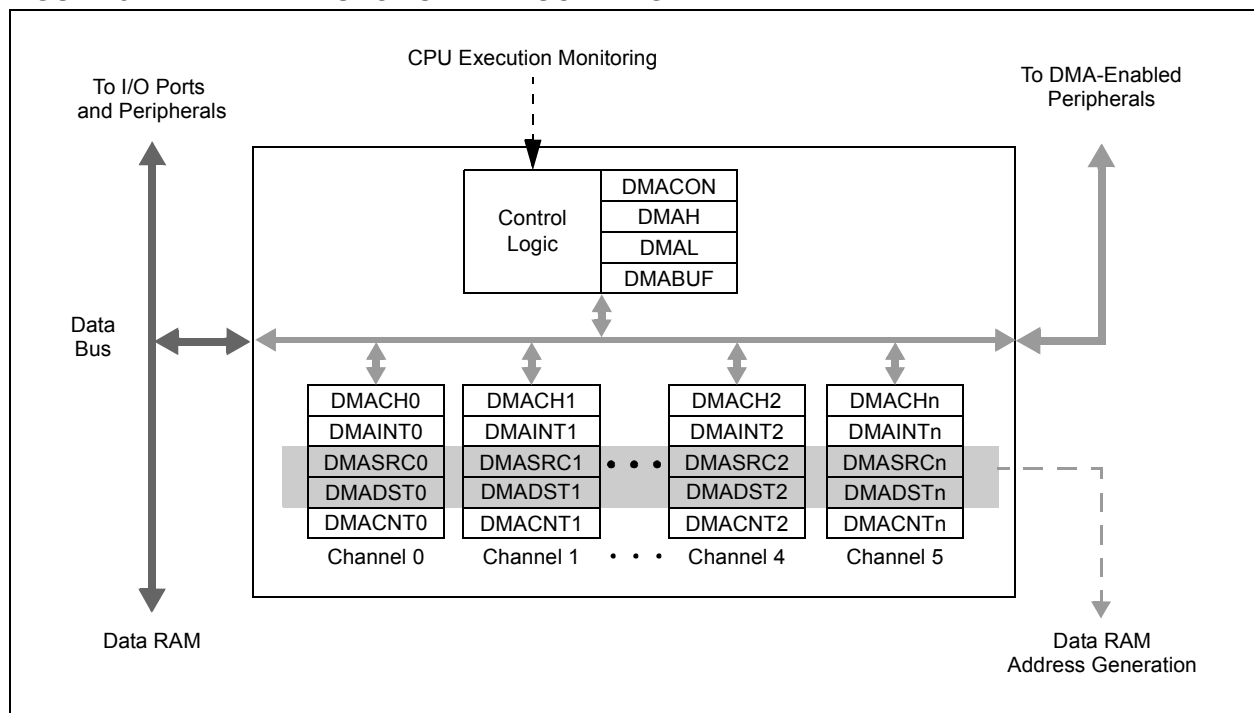 CPU Execution Monitoring
To I/O Ports
and Peripherals
To DMA-Enabled
Peripherals
Control
Logic
DMACON
DMAH
DMAL
DMABUF
Data
Bus
DMACH0
DMAINT0
DMASRC0
DMADST0
DMACNT0
Channel 0
DMACH1
DMAINT1
DMASRC1
DMADST1
DMACNT1
Channel 1
DMACH2
DMAINT2
DMASRC2
DMADST2
DMACNT2
Channel 4
DMACHn
DMAINTn
DMASRCn
DMADSTn
DMACNTn
Channel 5
Data RAM
Data RAM
Address Generation